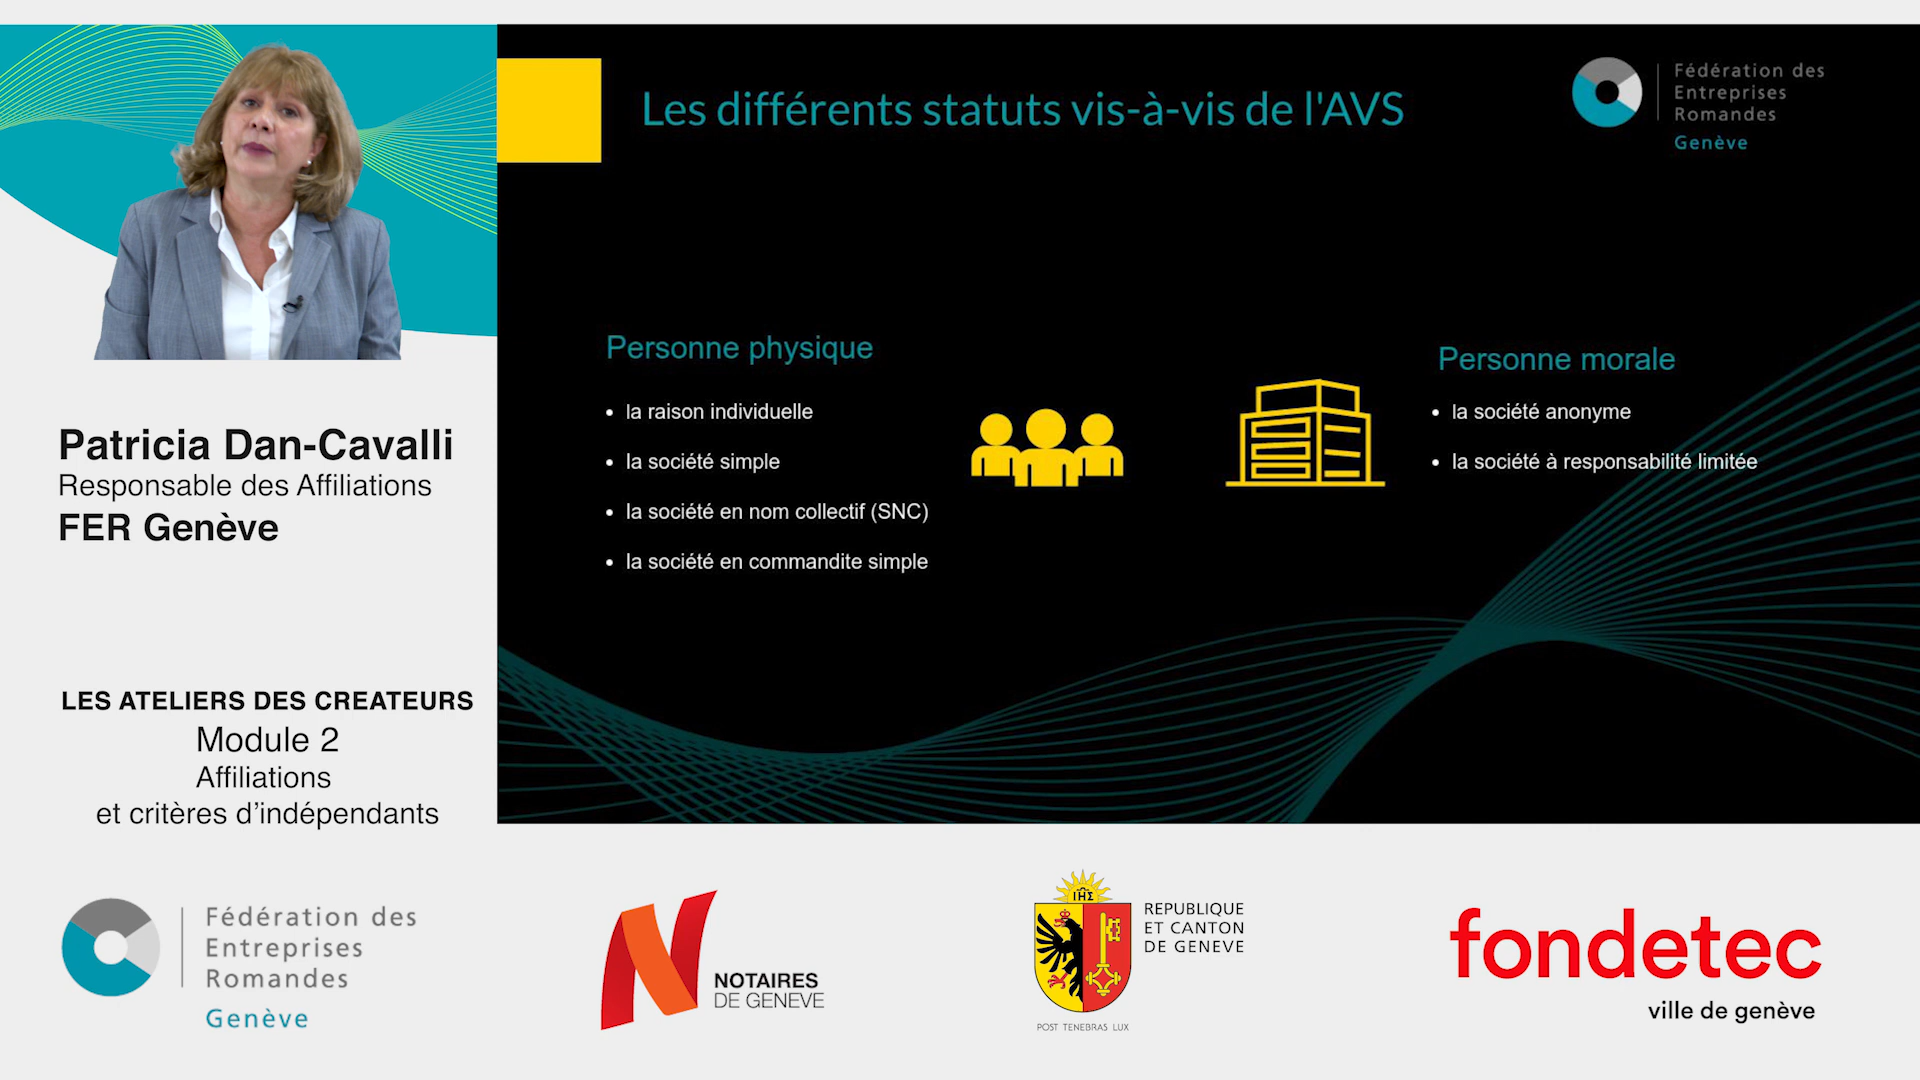 Les différents statuts vis-à-vis de l'AVS
Fédération des
Entreprises
Romandes
Genève
Personne physique
• la raison individuelle
• la société simple
• la société en nom collectif (SNC)
• la société en commandite simple
Personne morale
• la société anonyme
• la société à responsabilité limitée
Patricia Dan-Cavalli
Responsable des Affiliations
FER Genève
LES ATELIERS DES CREATEURS
Module 2
Affiliations
et critères d’indépendants
Fédération des
Entreprises
Romandes
Genève
NOTAIRES
DE GENEVE
IHΣ
REPUBLIQUE
ET CANTON
DE GENEVE
POST TENEBRAS LUX
fondetec
ville de genève